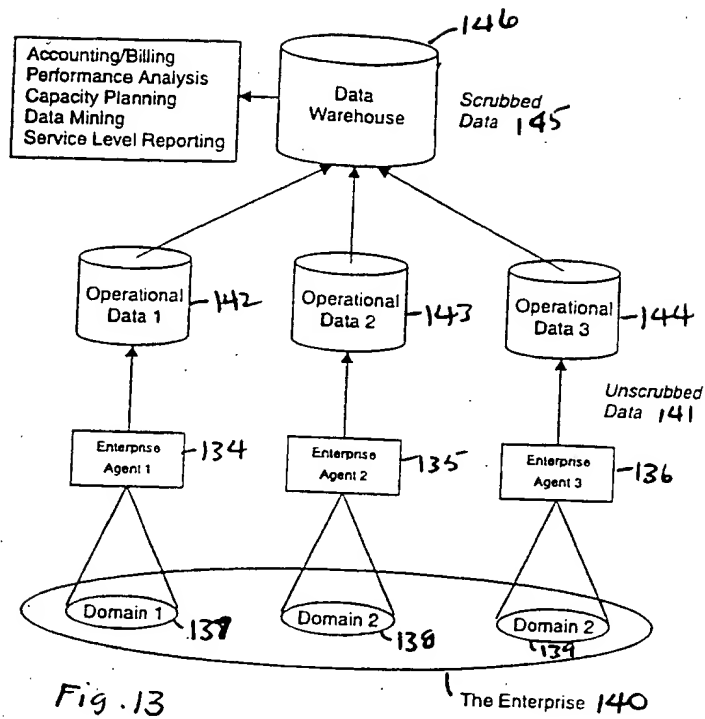 146
Accounting/Billing
Performance Analysis
Capacity Planning
Data Mining
Service Level Reporting
Data
Warehouse
Scrubbed
Data 145
Operational
Data 1
142
Operational
Data 2
143
Operational
Data 3
144
Unscrubbed
Data 141
Enterprise
Agent 1
134
Enterprise
Agent 2
135
Enterprise
Agent 3
136
Domain 1
Domain 2
138
Domain 2
139
The Enterprise 140
Fig. 13